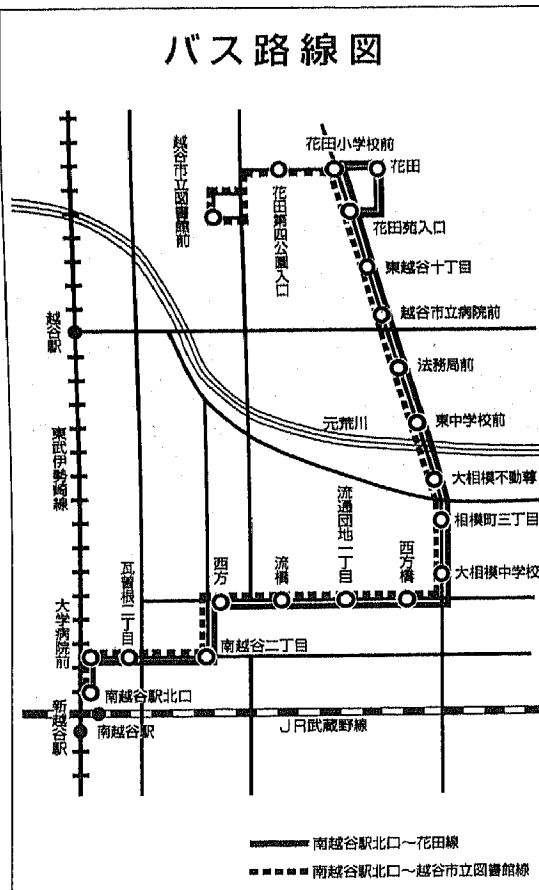 バス路線図
花田小学校前
花田
越谷市立図書館前
花田第四公園入口
花田苑入口
東越谷十丁目
越谷市立病院前
越谷駅
法務局前
元荒川
東中学校前
東武伊勢崎線
大相模不動尊
相模町三丁目
流通団地二丁目
西方橋
流橋
西方
瓦曽根二丁目
大相模中学校
大学病院前
南越谷二丁目
南越谷駅北口
新越谷駅
南越谷駅
JR武蔵野線
南越谷駅北口〜花田線
南越谷駅北口〜越谷市立図書館線